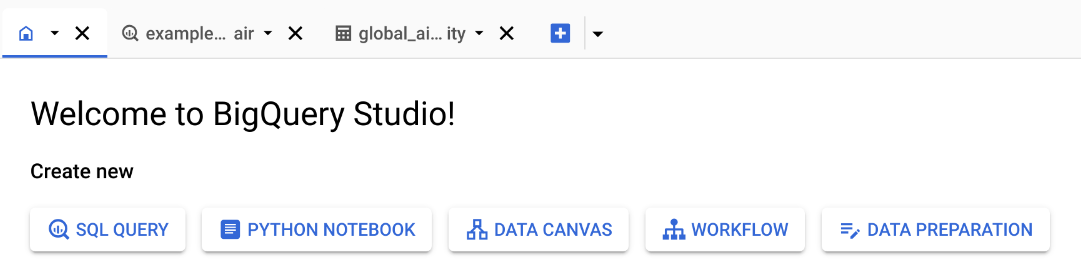 example... air global_ai... ity
Welcome to BigQuery Studio!
Create new
SQL QUERY PYTHON NOTEBOOK DATA CANVAS WORKFLOW DATA PREPARATION